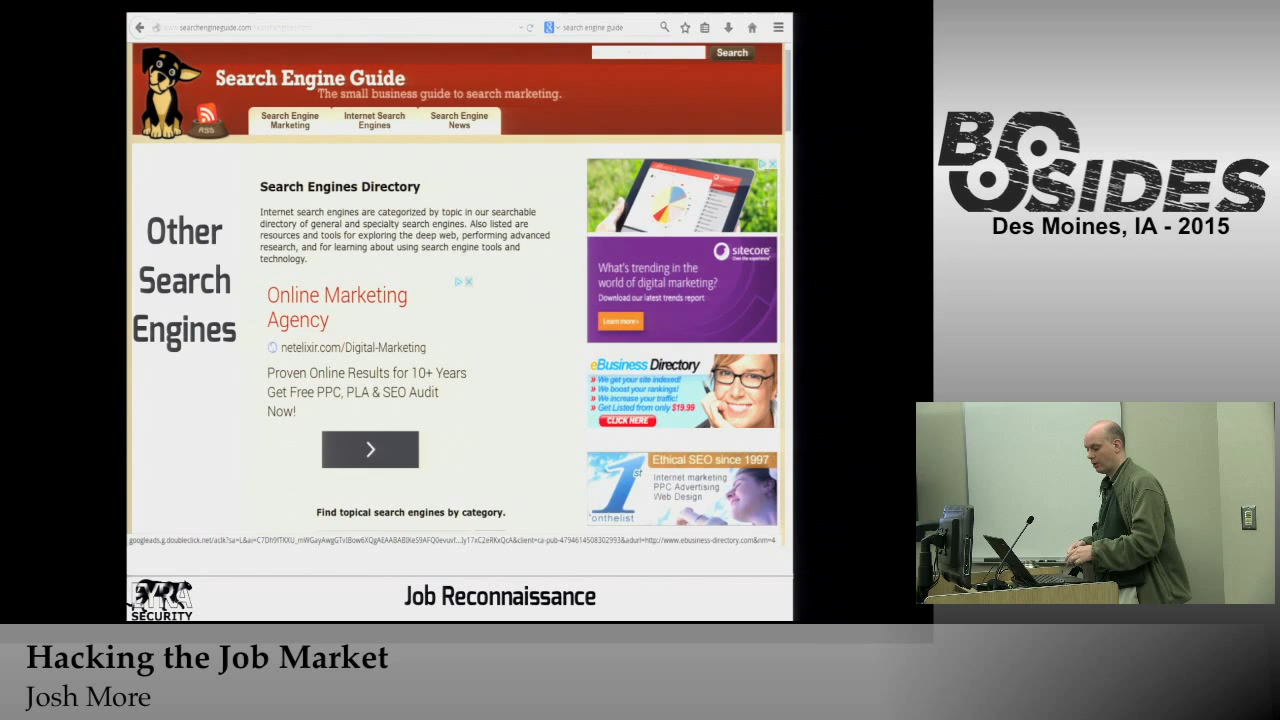 www.searchengineguide.com
search engine guide
Search
Search Engine Guide
The small business guide to search marketing.
RSS
Search Engine
Marketing
Internet Search
Engines
Search Engine
News
Other
Search
Engines
Search Engines Directory
Internet search engines are categorized by topic in our searchable
directory of general and specialty search engines. Also listed are
resources and tools for exploring the deep web, performing advanced
research, and for learning about using search engine tools and
technology.
Online Marketing
Agency
netelixir.com/Digital-Marketing
Proven Online Results for 10+ Years
Get Free PPC, PLA & SEO Audit
Now!
Find topical search engines by category.
sitecore
Own the experience
What's trending in the
world of digital marketing?
Download our latest trends report
Learn more ›
eBusiness Directory
» We get your site indexed!
» We boost your rankings!
» We increase your traffic!
» Get Listed from only $19.99
CLICK HERE
Ethical SEO since 1997
1st
onthelist
Internet marketing
PPC Advertising
Web Design
EYRA
SECURITY
Job Reconnaissance
BSIDES
Des Moines, IA - 2015
Hacking the Job Market
Josh More